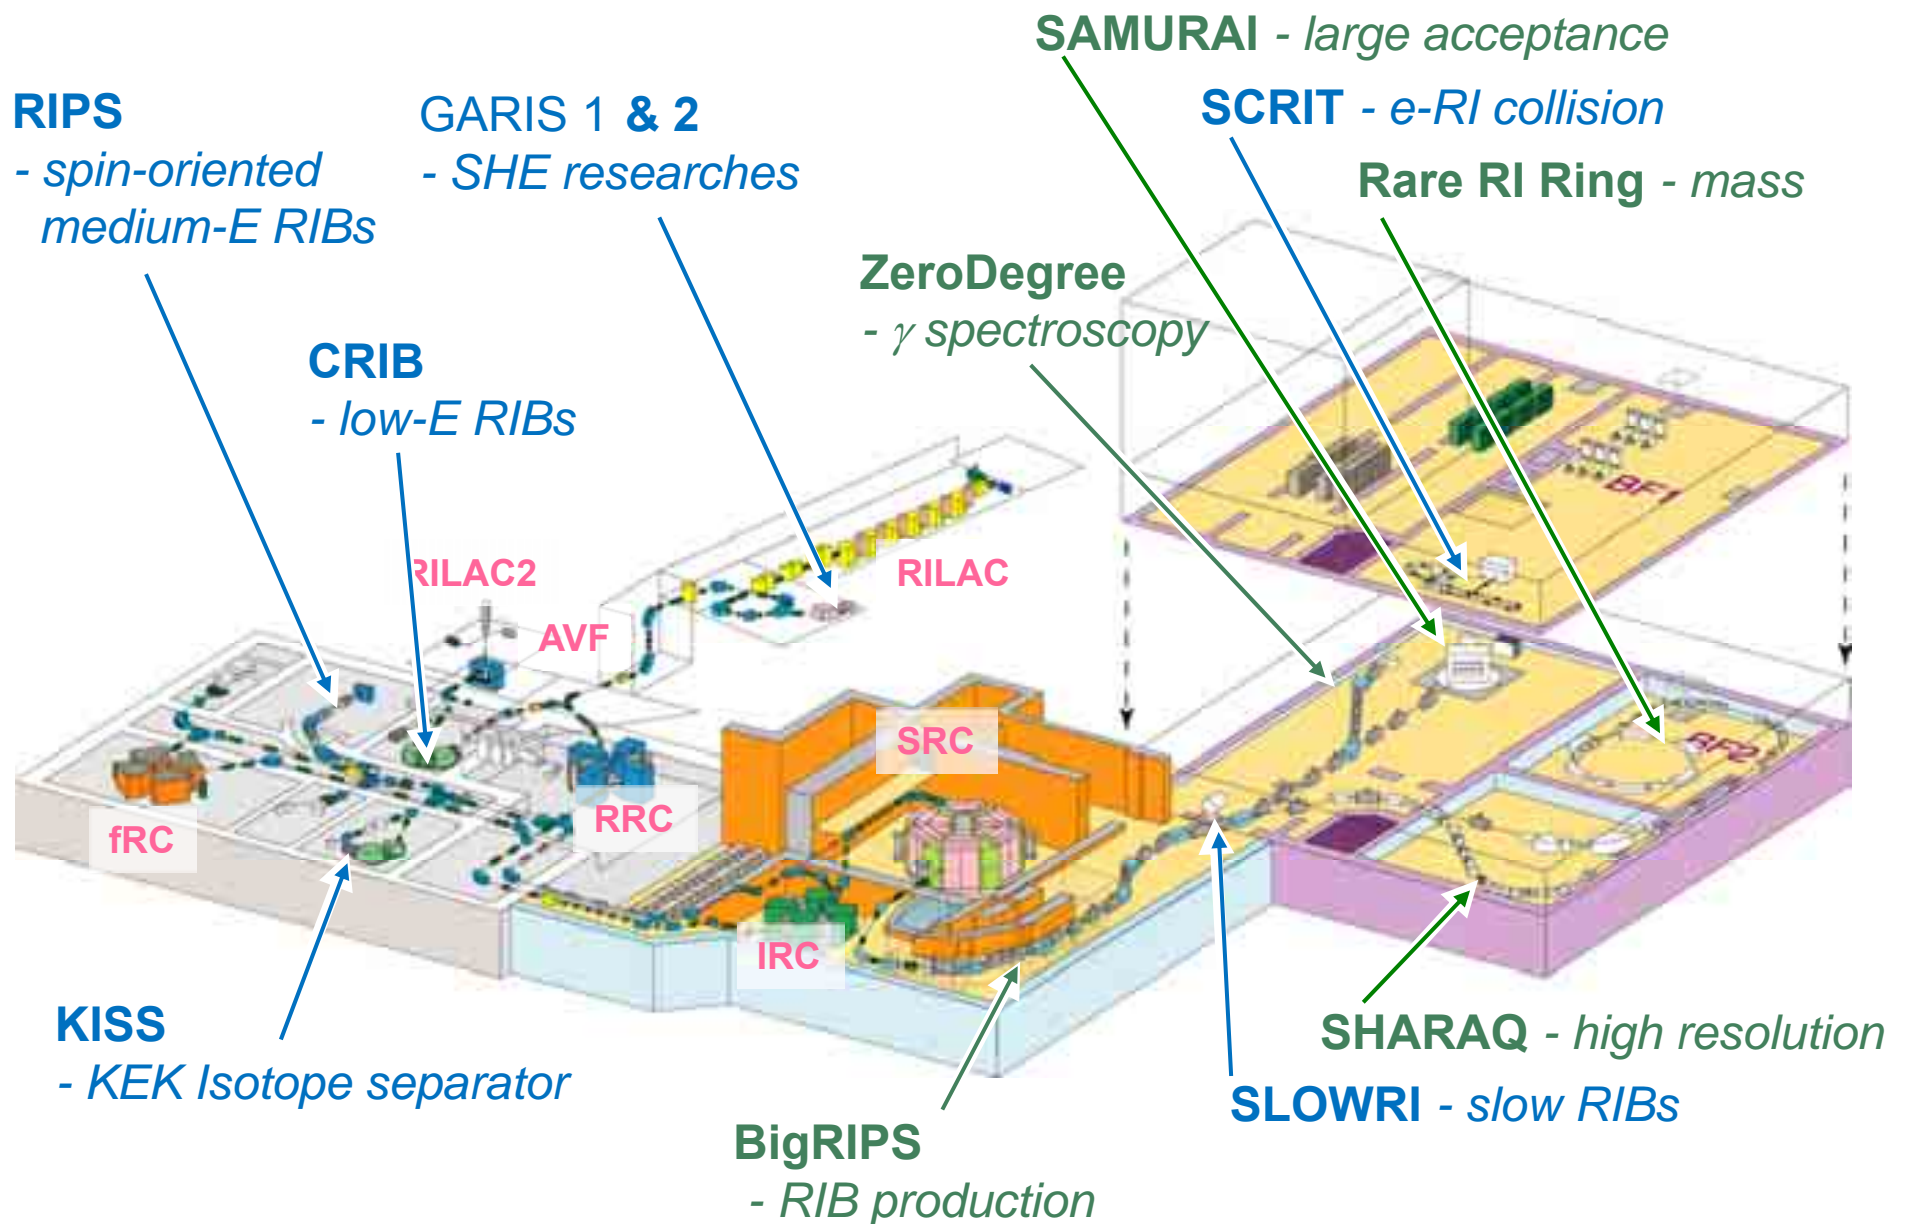 SAMURAI - large acceptance
RIPS
- spin-oriented
medium-E RIBs
GARIS 1 & 2
- SHE researches
SCRIT - e-RI collision
Rare RI Ring - mass
ZeroDegree
- γ spectroscopy
CRIB
- low-E RIBs
BF1
RILAC2
RILAC
AVF
SRC
BF2
fRC
RRC
IRC
KISS
- KEK Isotope separator
SHARAQ - high resolution
SLOWRI - slow RIBs
BigRIPS
- RIB production